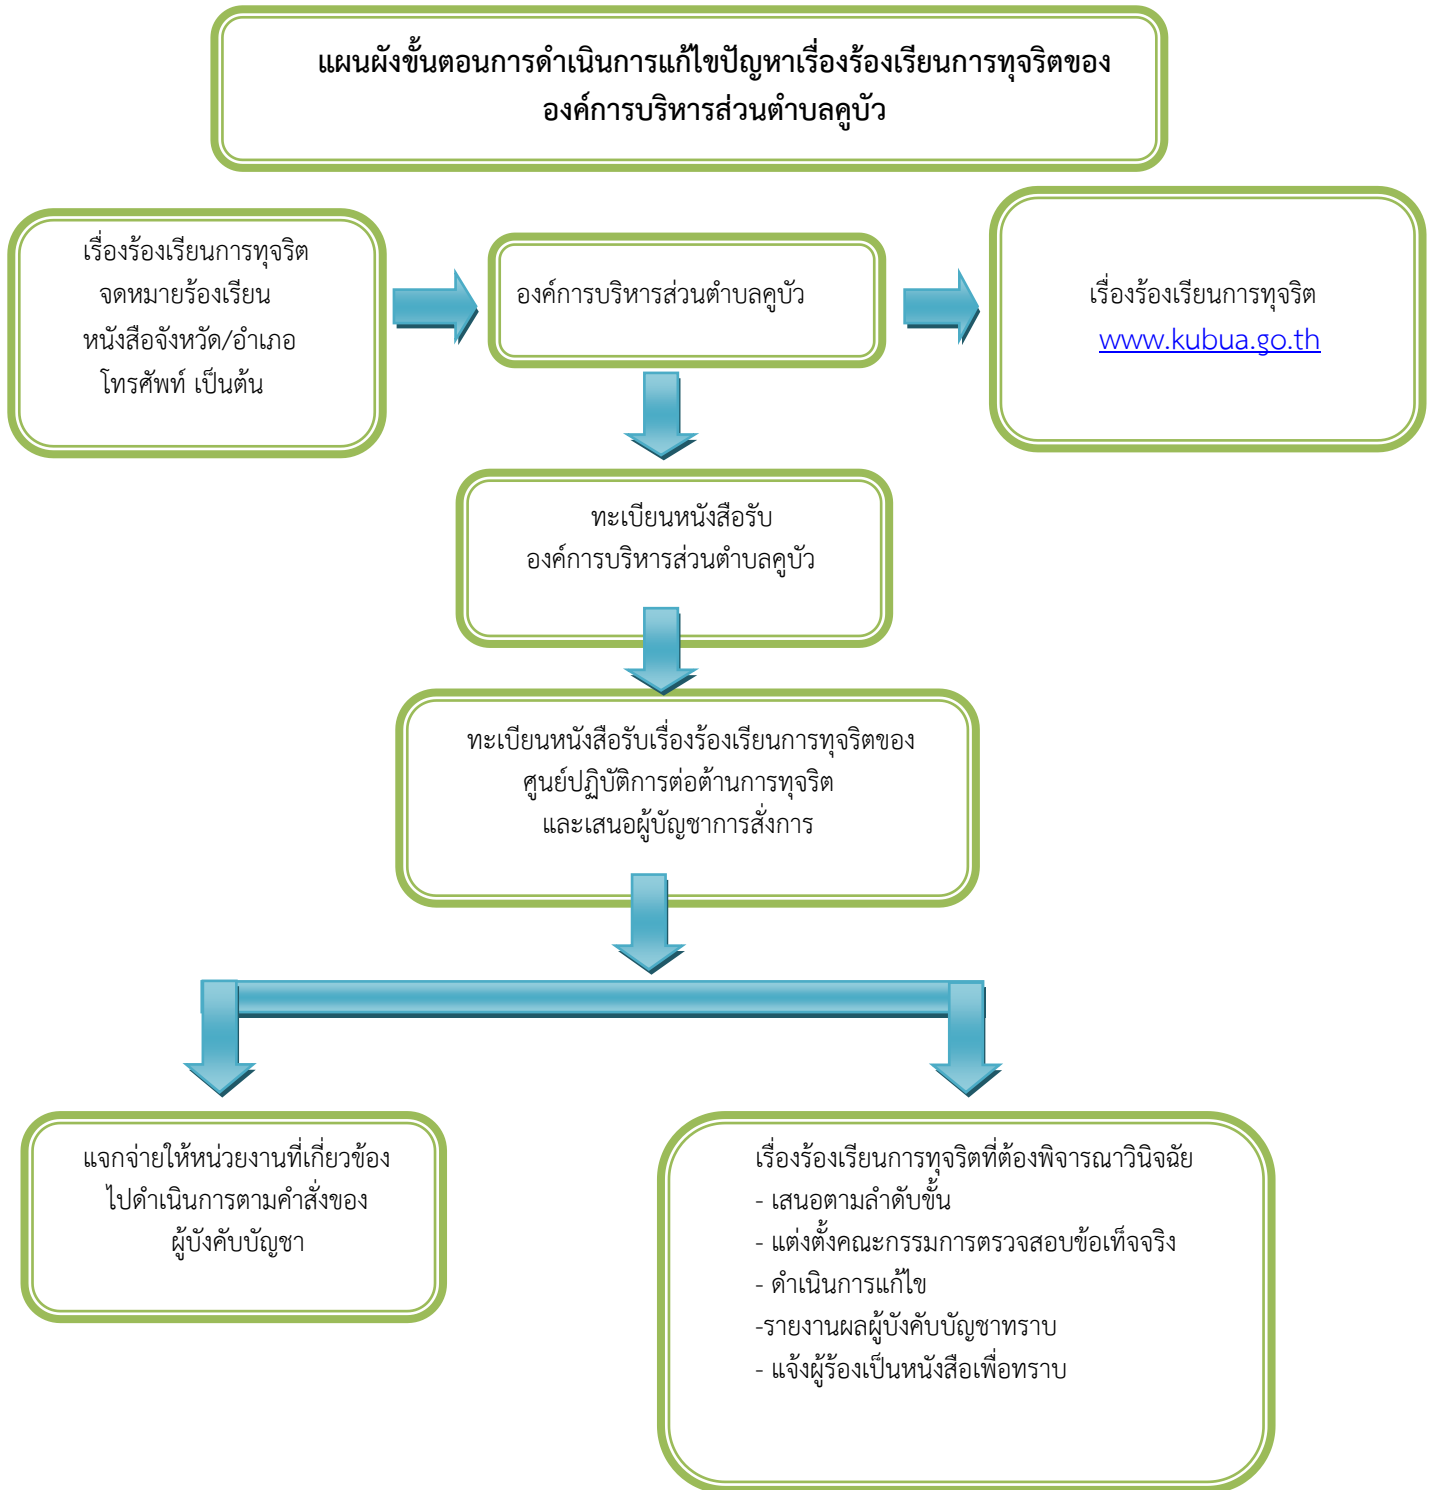 แผนผังขั้นตอนการดำเนินการแก้ไขปัญหาเรื่องร้องเรียนการทุจริตของ
องค์การบริหารส่วนตำบลคูบัว
เรื่องร้องเรียนการทุจริต
จดหมายร้องเรียน
หนังสือจังหวัด/อำเภอ
โทรศัพท์ เป็นต้น
องค์การบริหารส่วนตำบลคูบัว
เรื่องร้องเรียนการทุจริต
www.kubua.go.th
ทะเบียนหนังสือรับ
องค์การบริหารส่วนตำบลคูบัว
ทะเบียนหนังสือรับเรื่องร้องเรียนการทุจริตของ
ศูนย์ปฏิบัติการต่อต้านการทุจริต
และเสนอผู้บัญชาการสั่งการ
แจกจ่ายให้หน่วยงานที่เกี่ยวข้อง
ไปดำเนินการตามคำสั่งของ
ผู้บังคับบัญชา
เรื่องร้องเรียนการทุจริตที่ต้องพิจารณาวินิจฉัย
- เสนอตามลำดับขั้น
- แต่งตั้งคณะกรรมการตรวจสอบข้อเท็จจริง
- ดำเนินการแก้ไข
-รายงานผลผู้บังคับบัญชาทราบ
- แจ้งผู้ร้องเป็นหนังสือเพื่อทราบ